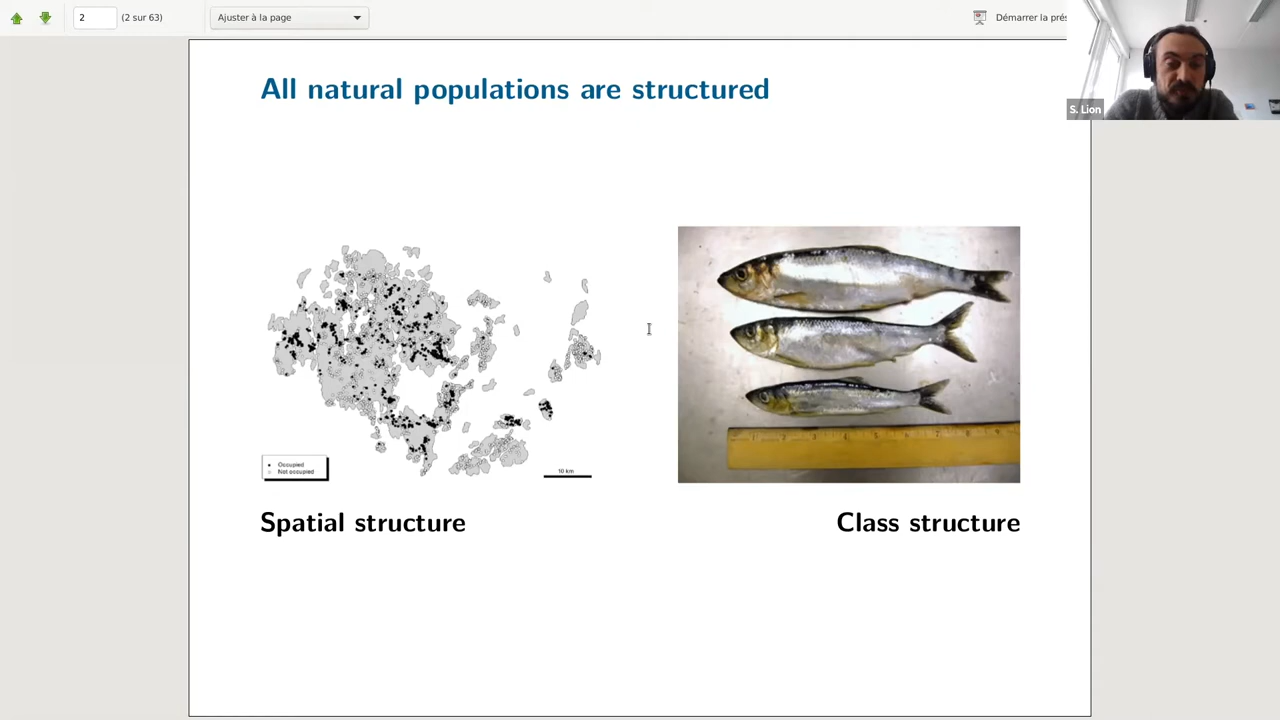 2
(2 sur 63)
Ajuster à la page
Démarrer la prés
S. Lion
All natural populations are structured
Occupied
Not occupied
10 km
Spatial structure
Class structure